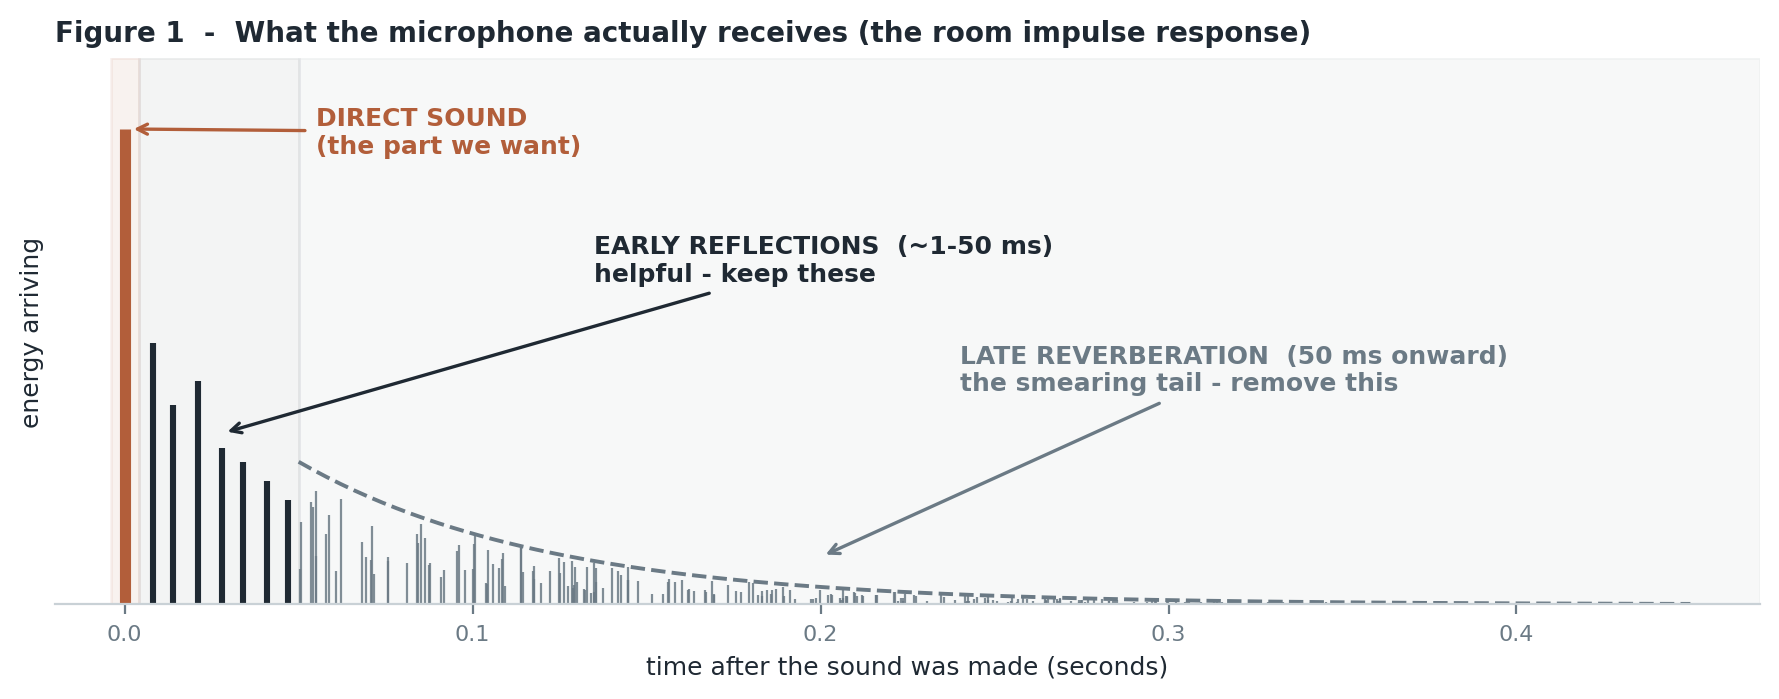 Figure 1  -  What the microphone actually receives (the room impulse response)
DIRECT SOUND
(the part we want)
EARLY REFLECTIONS  (~1-50 ms)
helpful - keep these
LATE REVERBERATION  (50 ms onward)
the smearing tail - remove this
energy arriving
0.0
0.1
0.2
0.3
0.4
time after the sound was made (seconds)